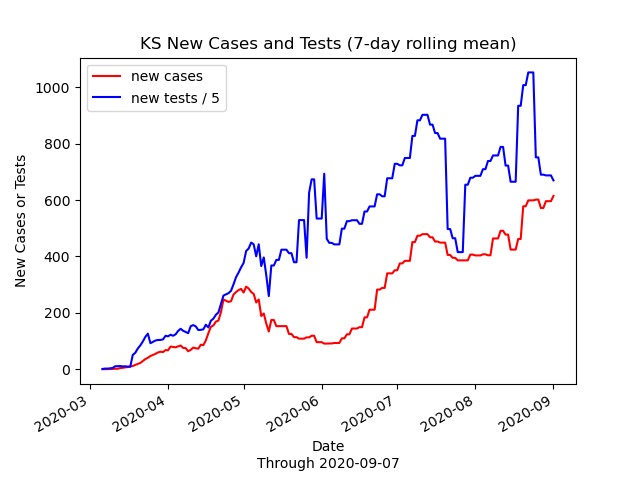 KS New Cases and Tests (7-day rolling mean)
new cases
new tests / 5
New Cases or Tests
1000
800
600
400
200
0
2020-03
2020-04
2020-05
2020-06
2020-07
2020-08
2020-09
Date
Through 2020-09-07